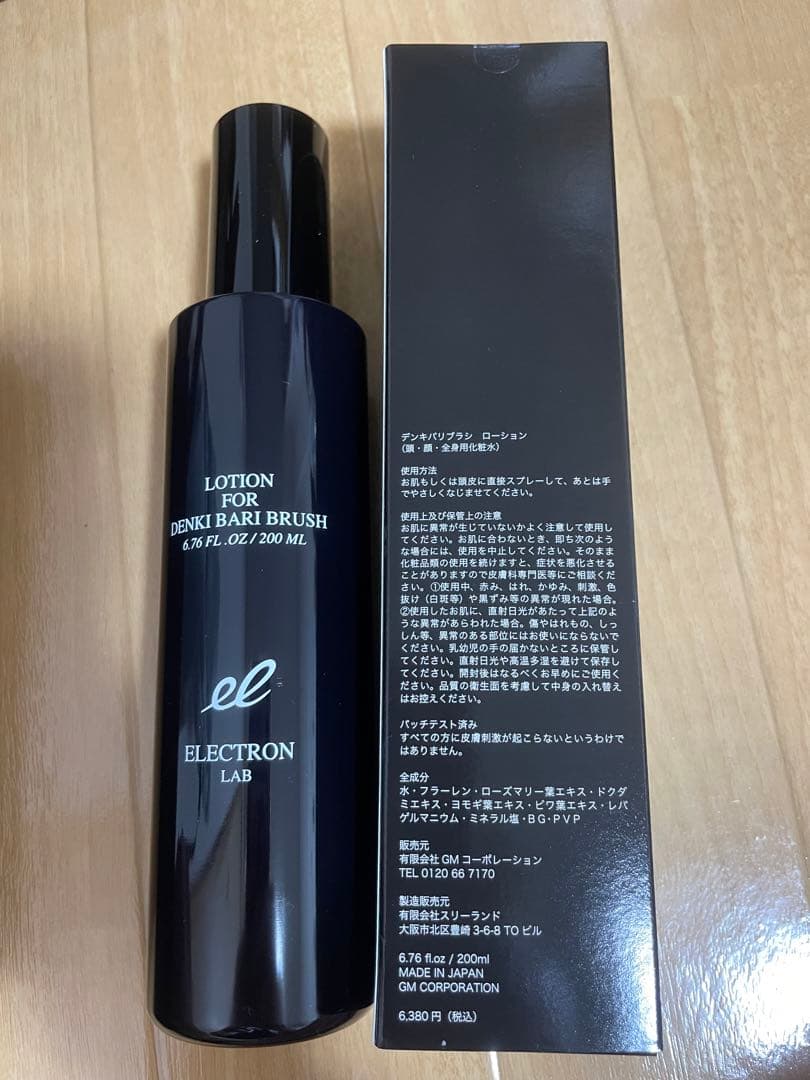 LOTION
FOR
DENKI BARI BRUSH
6.76 FL .OZ / 200 ML
el
ELECTRON
LAB
デンキバリブラシ　ローション
（頭・顔・全身用化粧水）
使用方法
お肌もしくは頭皮に直接スプレーして、あとは手
でやさしくなじませてください。
使用上及び保管上の注意
お肌に異常が生じていないかよく注意して使用し
てください。お肌に合わないとき、即ち次のよう
な場合には、使用を中止してください。そのまま
化粧品類の使用を続けますと、症状を悪化させる
ことがありますので皮膚科専門医等にご相談くだ
さい。①使用中、赤み、はれ、かゆみ、刺激、色
抜け（白斑等）や黒ずみ等の異常が現れた場合。
②使用したお肌に、直射日光があたって上記のよ
うな異常があらわれた場合。傷やはれもの、しっ
しん等、異常のある部位にはお使いにならないで
ください。乳幼児の手の届かないところに保管し
てください。直射日光や高温多湿を避けて保存し
てください。開封後はなるべくお早めにご使用く
ださい。品質の衛生面を考慮して中身の入れ替え
はお控えください。
パッチテスト済み
すべての方に皮膚刺激が起こらないというわけで
はありません。
全成分
水・フラーレン・ローズマリー葉エキス・ドクダ
ミエキス・ヨモギ葉エキス・ビワ葉エキス・レパ
ゲルマニウム・ミネラル塩・BG・PVP
販売元
有限会社 GM コーポレーション
TEL 0120 66 7170
製造販売元
有限会社スリーランド
大阪市北区豊崎 3-6-8 TO ビル
6.76 fl.oz / 200ml
MADE IN JAPAN
GM CORPORATION
6,380円（税込）